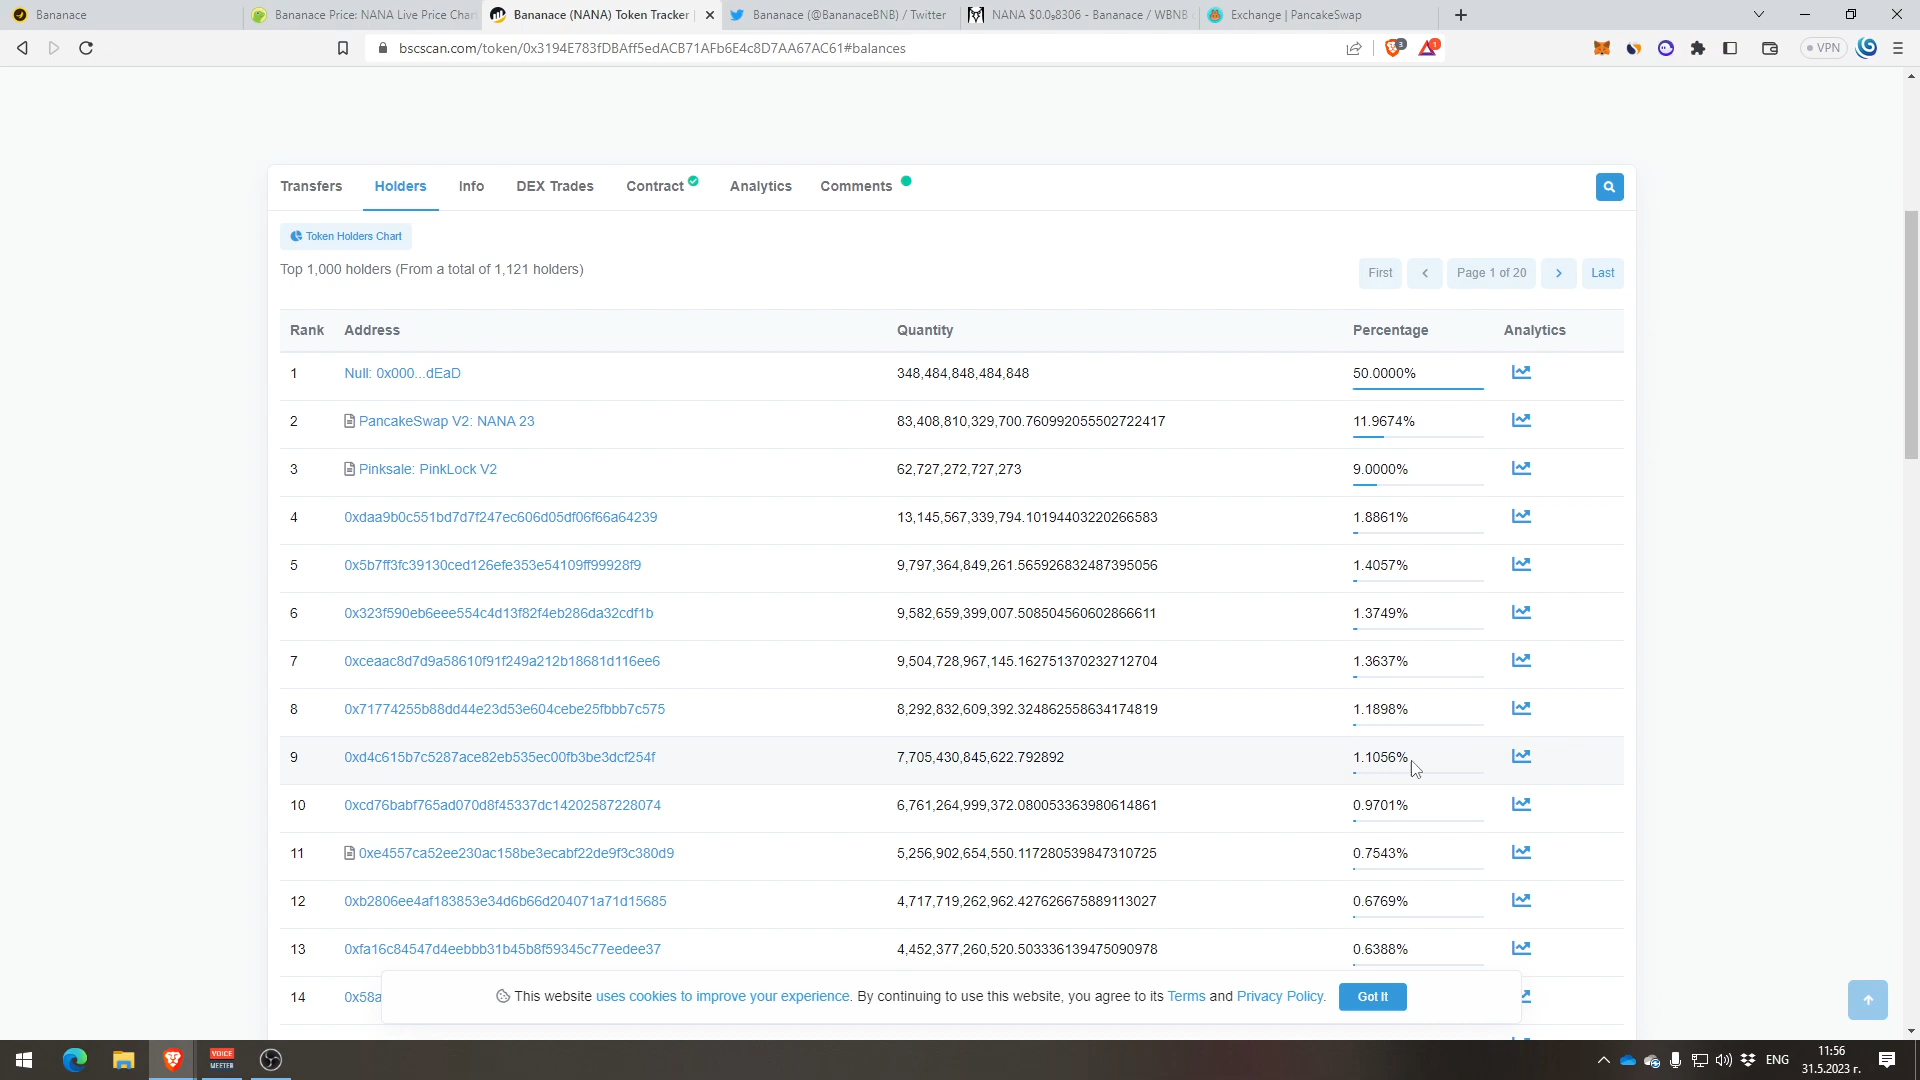 Bananace
Bananace Price: NANA Live Price Char
Bananace (NANA) Token Tracker
Bananace (@BananaceBNB) / Twitter
NANA $0.0₉8306 - Bananace / WBNB
Exchange | PancakeSwap
bscscan.com/token/0x3194E783fDBAff5edACB71AFb6E4c8D7AA67AC61#balances
3
1
VPN
Transfers
Holders
Info
DEX Trades
Contract
Analytics
Comments
Token Holders Chart
Top 1,000 holders (From a total of 1,121 holders)
First
Page 1 of 20
Last
Rank Address Quantity Percentage Analytics
1 Null: 0x000...dEaD 348,484,848,484,848 50.0000%
2 PancakeSwap V2: NANA 23 83,408,810,329,700.760992055502722417 11.9674%
3 Pinksale: PinkLock V2 62,727,272,727,273 9.0000%
4 0xdaa9b0c551bd7d7f247ec606d05df06f66a64239 13,145,567,339,794.10194403220266583 1.8861%
5 0x5b7ff3fc39130ced126efe353e54109ff99928f9 9,797,364,849,261.565926832487395056 1.4057%
6 0x323f590eb6eee554c4d13f82f4eb286da32cdf1b 9,582,659,399,007.508504560602866611 1.3749%
7 0xceaac8d7d9a58610f91f249a212b18681d116ee6 9,504,728,967,145.162751370232712704 1.3637%
8 0x71774255b88dd44e23d53e604cebe25fbbb7c575 8,292,832,609,392.324862558634174819 1.1898%
9 0xd4c615b7c5287ace82eb535ec00fb3be3dcf254f 7,705,430,845,622.792892 1.1056%
10 0xcd76babf765ad070d8f45337dc14202587228074 6,761,264,999,372.080053363980614861 0.9701%
11 0xe4557ca52ee230ac158be3ecabf22de9f3c380d9 5,256,902,654,550.117280539847310725 0.7543%
12 0xb2806ee4af183853e34d6b66d204071a71d15685 4,717,719,262,962.427626675889113027 0.6769%
13 0xfa16c84547d4eebbb31b45b8f59345c77eedee37 4,452,377,260,520.503336139475090978 0.6388%
14 0x58a
This website uses cookies to improve your experience. By continuing to use this website, you agree to its Terms and Privacy Policy.
Got It
VOICE
MEETER
ENG
11:56
31.5.2023 г.